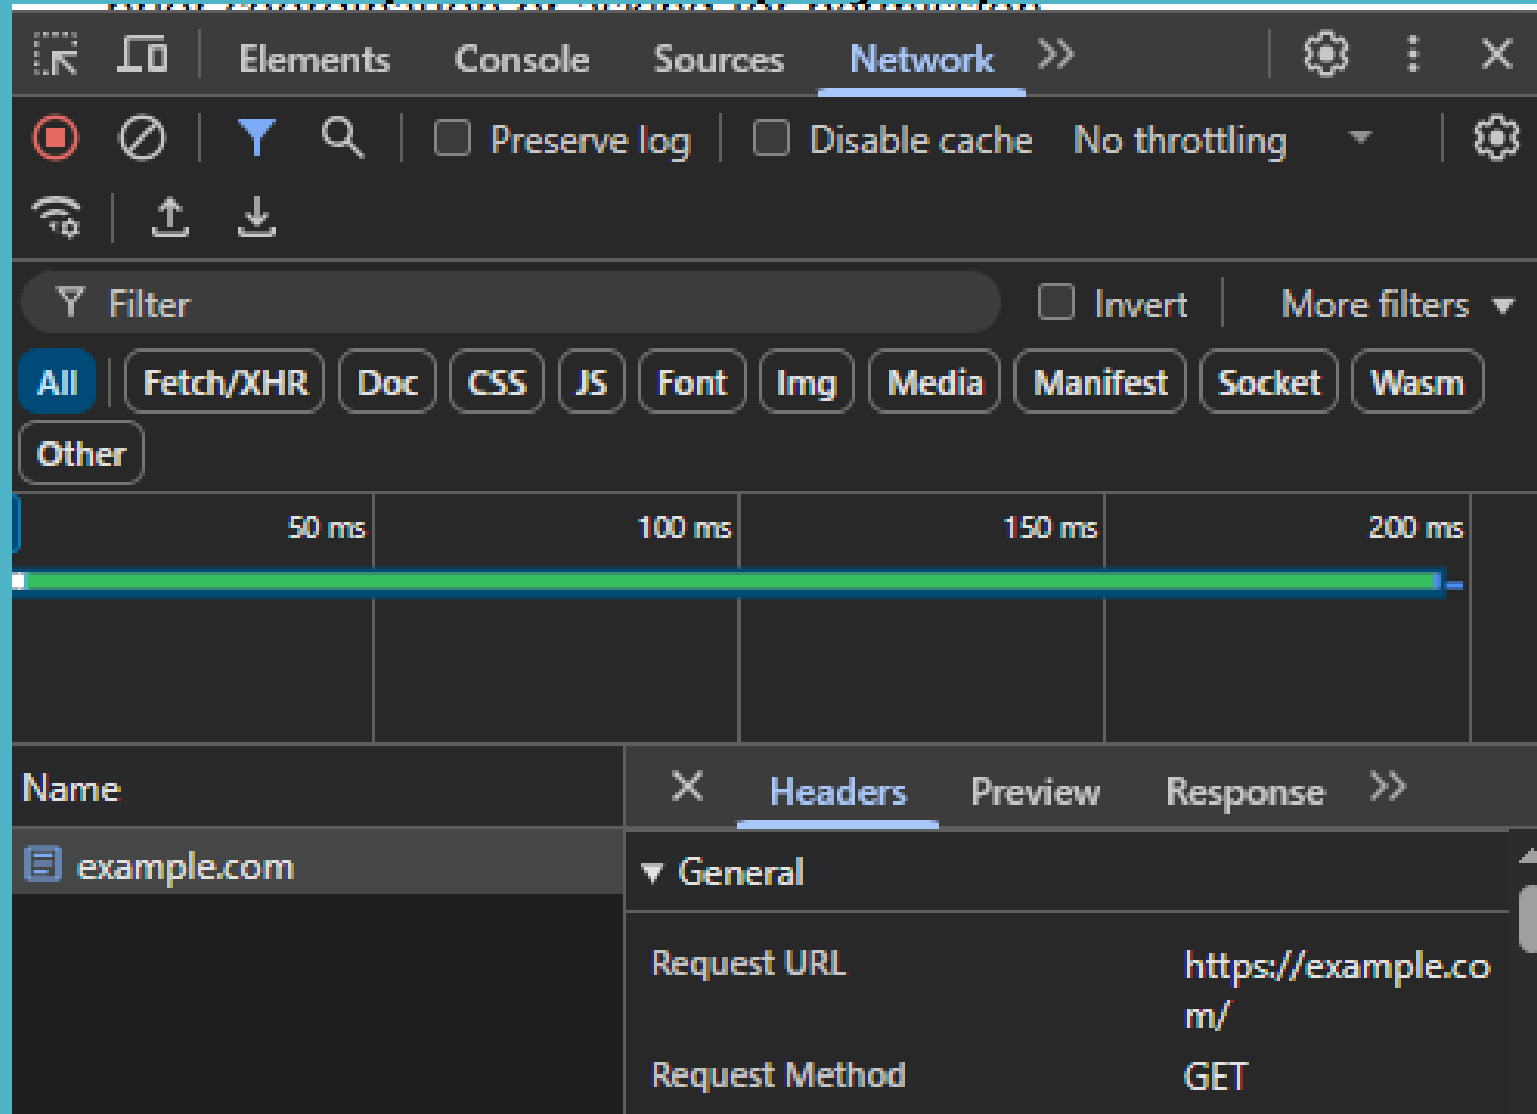 Elements Console Sources Network
Preserve log Disable cache No throttling
Filter Invert More filters
All Fetch/XHR Doc CSS JS Font Img Media Manifest Socket Wasm
Other
50 ms 100 ms 150 ms 200 ms
Name Headers Preview Response
example.com
General
Request URL https://example.co
m/
Request Method GET